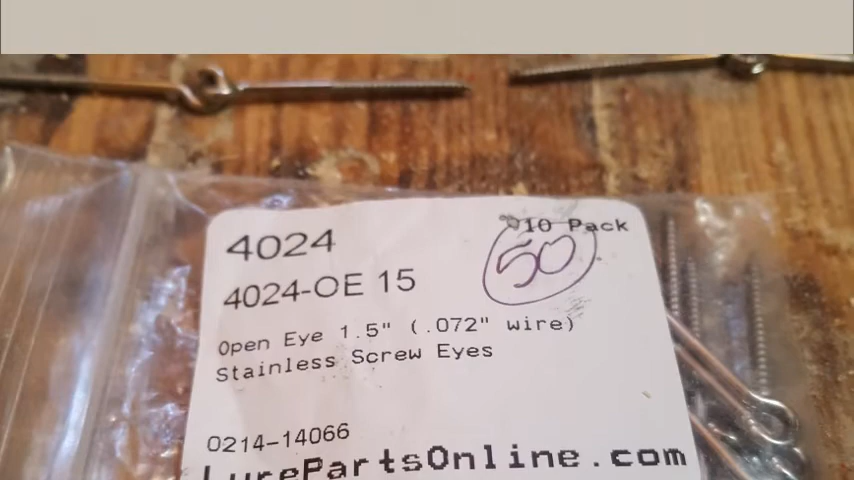 4024
10 Pack
50
4024-OE 15
Open Eye 1.5" (.072" wire)
Stainless Screw Eyes
0214-14066
LurePartsOnline.com